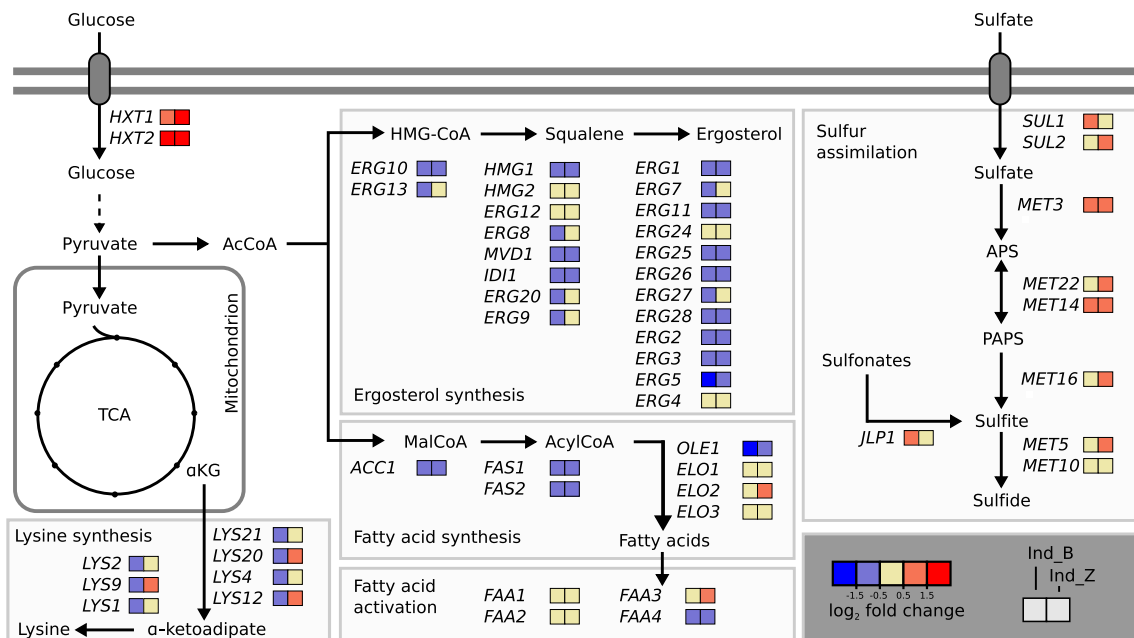 Glucose
Sulfate
HXT1
HXT2
Glucose
Pyruvate
AcCoA
Pyruvate
Mitochondrion
TCA
αKG
HMG-CoA
Squalene
Ergosterol
ERG10
ERG13
HMG1
HMG2
ERG12
ERG8
MVD1
IDI1
ERG20
ERG9
ERG1
ERG7
ERG11
ERG24
ERG25
ERG26
ERG27
ERG28
ERG2
ERG3
ERG5
ERG4
Ergosterol synthesis
MalCoA
AcylCoA
ACC1
FAS1
FAS2
OLE1
ELO1
ELO2
ELO3
Fatty acid synthesis
Fatty acids
Fatty acid
activation
FAA1
FAA2
FAA3
FAA4
Lysine synthesis
LYS2
LYS9
LYS1
LYS21
LYS20
LYS4
LYS12
Lysine
α-ketoadipate
Sulfur
assimilation
SUL1
SUL2
Sulfate
MET3
APS
MET22
MET14
PAPS
Sulfonates
MET16
Sulfite
JLP1
MET5
MET10
Sulfide
-1.5 -0.5 0.5 1.5
log2 fold change
Ind_B
Ind_Z